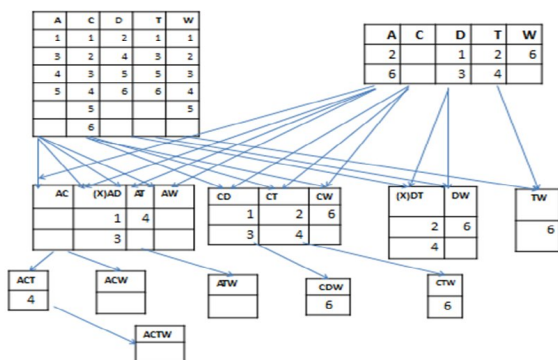 A C D T W
1 1 2 1 1
3 2 4 3 2
4 3 5 5 3
5 4 6 6 4
5 5
6
A C D T W
2 1 2 6
6 3 4
AC (X)AD AT AW
1 4
3
CD CT CW
1 2 6
3 4
(X)DT DW
2 6
4
TW
6
ACT
4
ACW
ATW
CDW
6
CTW
6
ACTW